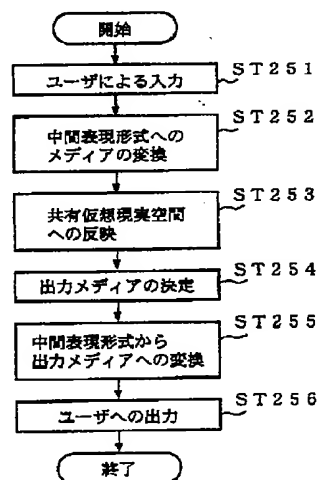 開始
ユーザによる入力
ST251
中間表現形式への
メディアの変換
ST252
共有仮想現実空間
への反映
ST253
出力メディアの決定
ST254
中間表現形式から
出力メディアへの変換
ST255
ユーザへの出力
ST256
終了